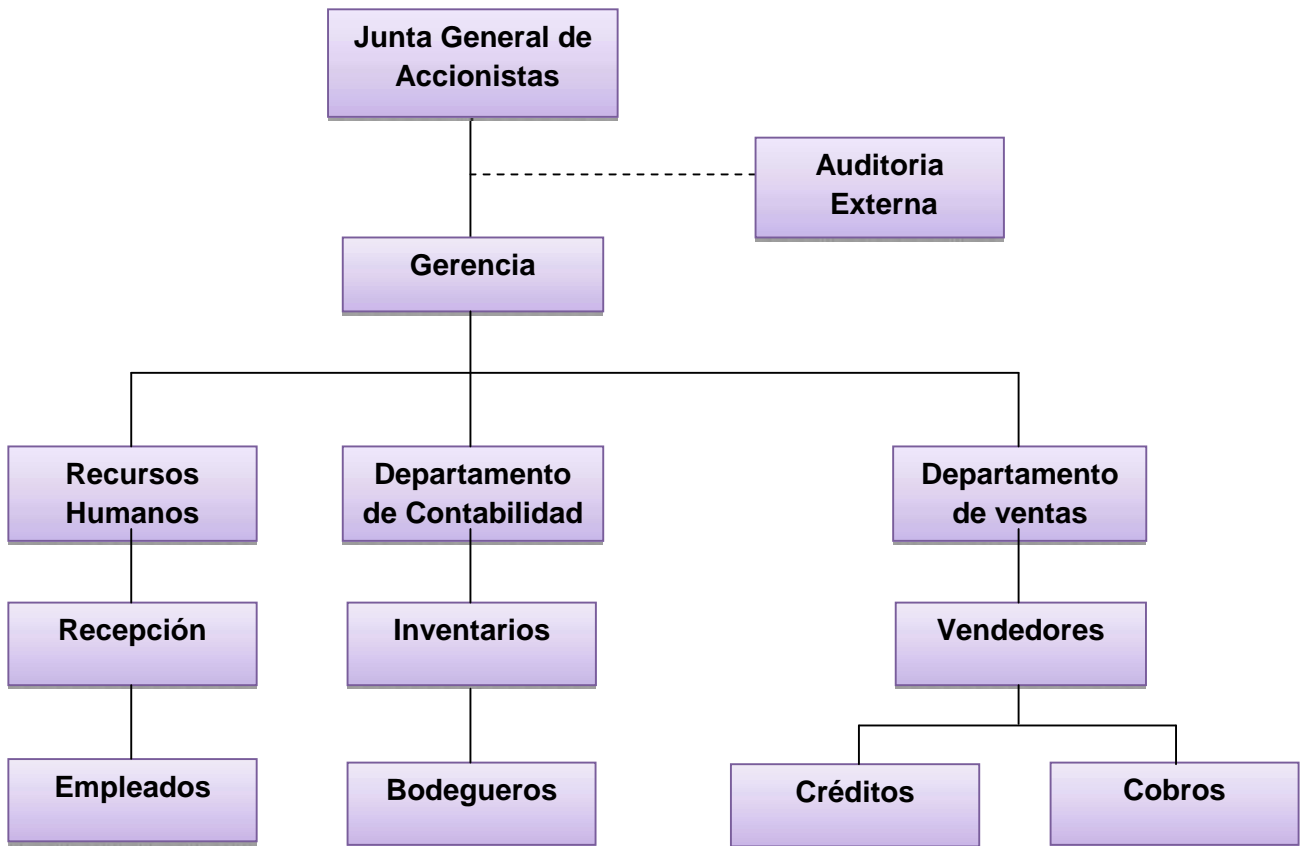 Junta General de
Accionistas
Auditoria
Externa
Gerencia
Recursos
Humanos
Departamento
de Contabilidad
Departamento
de ventas
Recepción
Inventarios
Vendedores
Empleados
Bodegueros
Créditos
Cobros